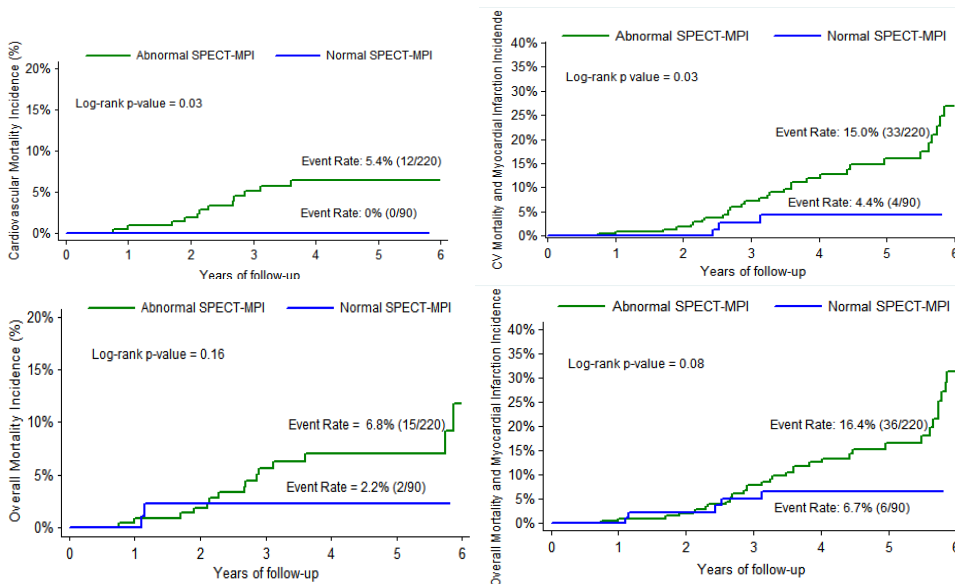 Abnormal SPECT-MPI Normal SPECT-MPI
Cardiovascular Mortality Incidence (%)
20%
15%
10%
5%
0%
Log-rank p-value = 0.03
Event Rate: 5.4% (12/220)
Event Rate: 0% (0/90)
0 1 2 3 4 5 6
Years of follow-up
Abnormal SPECT-MPI Normal SPECT-MPI
CV Mortality and Myocardial Infarction Incidende
40%
35%
30%
25%
20%
15%
10%
5%
0%
Log-rank p value = 0.03
Event Rate: 15.0% (33/220)
Event Rate: 4.4% (4/90)
0 1 2 3 4 5 6
Years of follow-up
Abnormal SPECT-MPI Normal SPECT-MPI
Overall Mortality Incidence (%)
20%
15%
10%
5%
0%
Log-rank p-value = 0.16
Event Rate = 6.8% (15/220)
Event Rate = 2.2% (2/90)
0 1 2 3 4 5 6
Years of follow-up
Abnormal SPECT-MPI Normal SPECT-MPI
Overall Mortality and Myocardial Infarction Incidence
40%
35%
30%
25%
20%
15%
10%
5%
0%
Log-rank p-value = 0.08
Event Rate: 16.4% (36/220)
Event Rate: 6.7% (6/90)
0 1 2 3 4 5 6
Years of follow-up